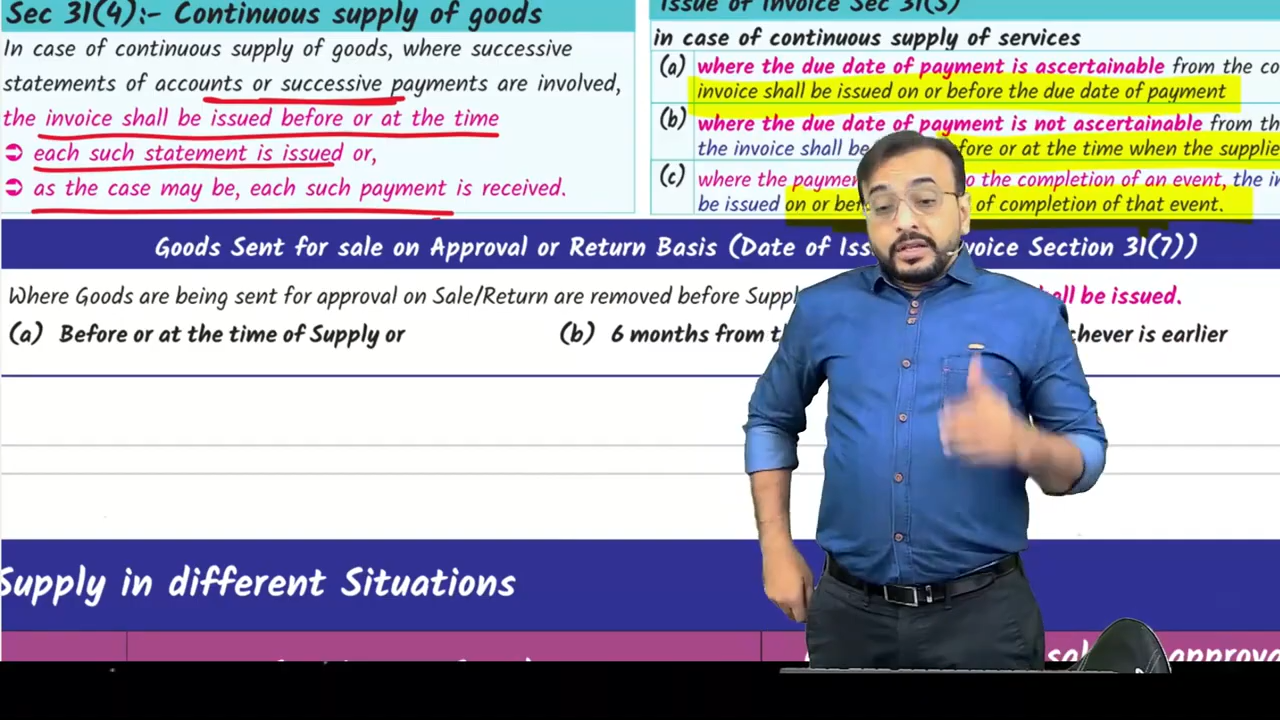 Sec 31(4):- Continuous supply of goods
In case of continuous supply of goods, where successive
statements of accounts or successive payments are involved,
the invoice shall be issued before or at the time
➲ each such statement is issued or,
➲ as the case may be, each such payment is received.
Issue of Invoice Sec 31(5)
in case of continuous supply of services
(a) where the due date of payment is ascertainable from the
invoice shall be issued on or before the due date of payment
(b) where the due date of payment is not ascertainable from the
the invoice shall be or at the time when the
(c) where the the completion of an event, the
be issued on or of completion of that event.
Goods Sent for sale on Approval or Return Basis (Date of Section 31(7))
Where Goods are being sent for approval on Sale/Return are removed before be issued.
(a) Before or at the time of Supply or
(b) 6 months from is earlier
Supply in different Situations